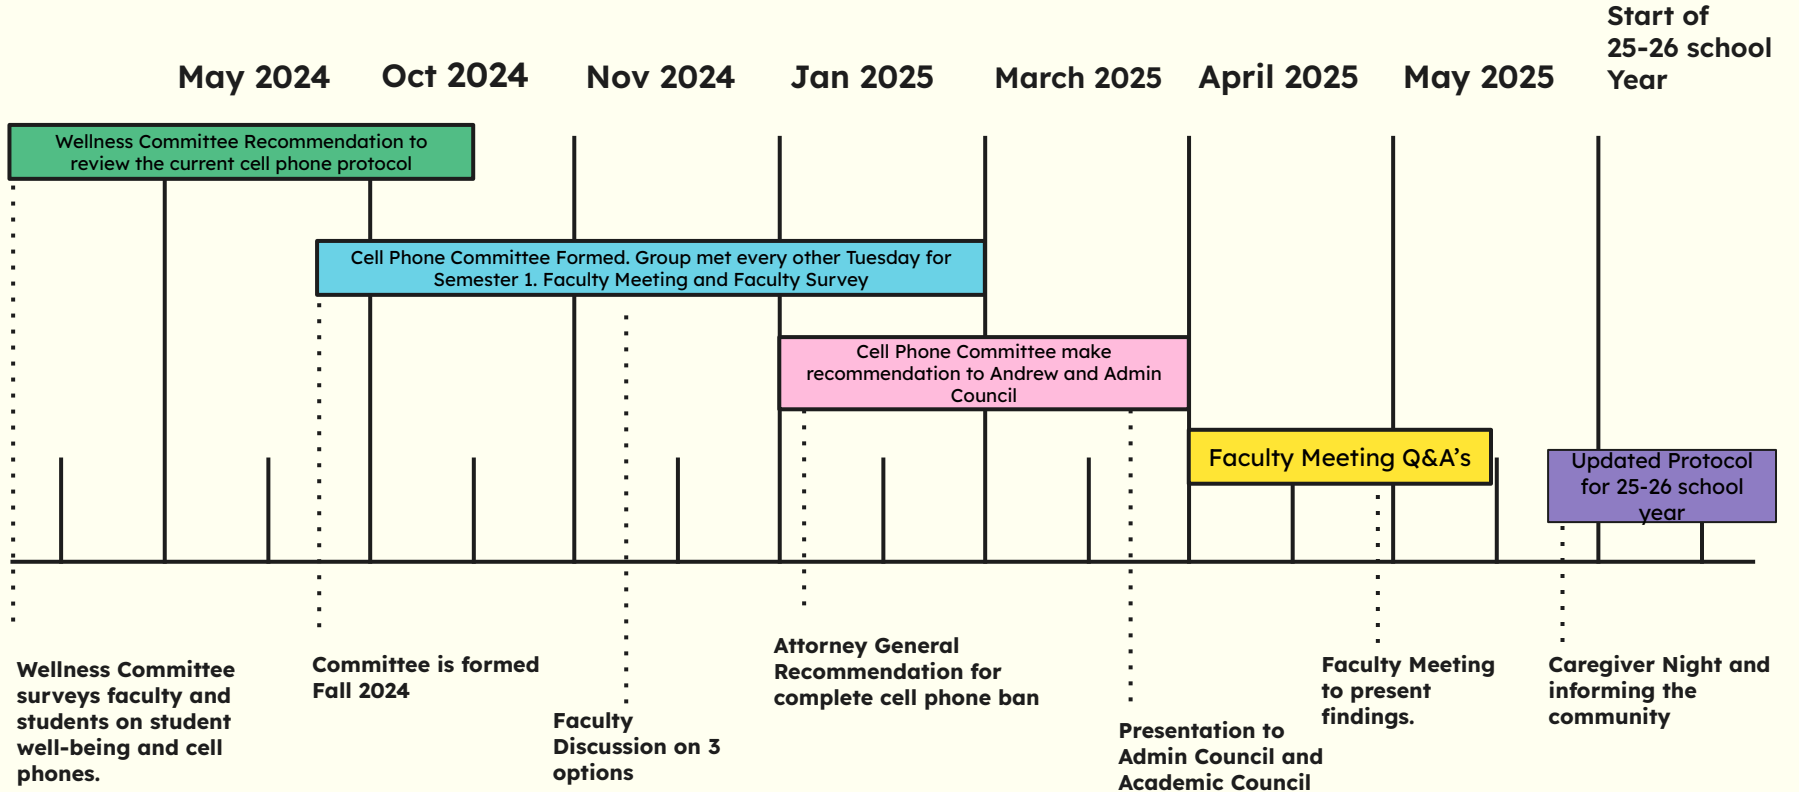 May 2024
Oct 2024
Nov 2024
Jan 2025
March 2025
April 2025
May 2025
Start of
25-26 school
Year
Wellness Committee Recommendation to
review the current cell phone protocol
Cell Phone Committee Formed. Group met every other Tuesday for
Semester 1. Faculty Meeting and Faculty Survey
Cell Phone Committee make
recommendation to Andrew and Admin
Council
Faculty Meeting Q&A’s
Updated Protocol
for 25-26 school
year
Wellness Committee
surveys faculty and
students on student
well-being and cell
phones.
Committee is formed
Fall 2024
Faculty
Discussion on 3
options
Attorney General
Recommendation for
complete cell phone ban
Presentation to
Admin Council and
Academic Council
Faculty Meeting
to present
findings.
Caregiver Night and
informing the
community